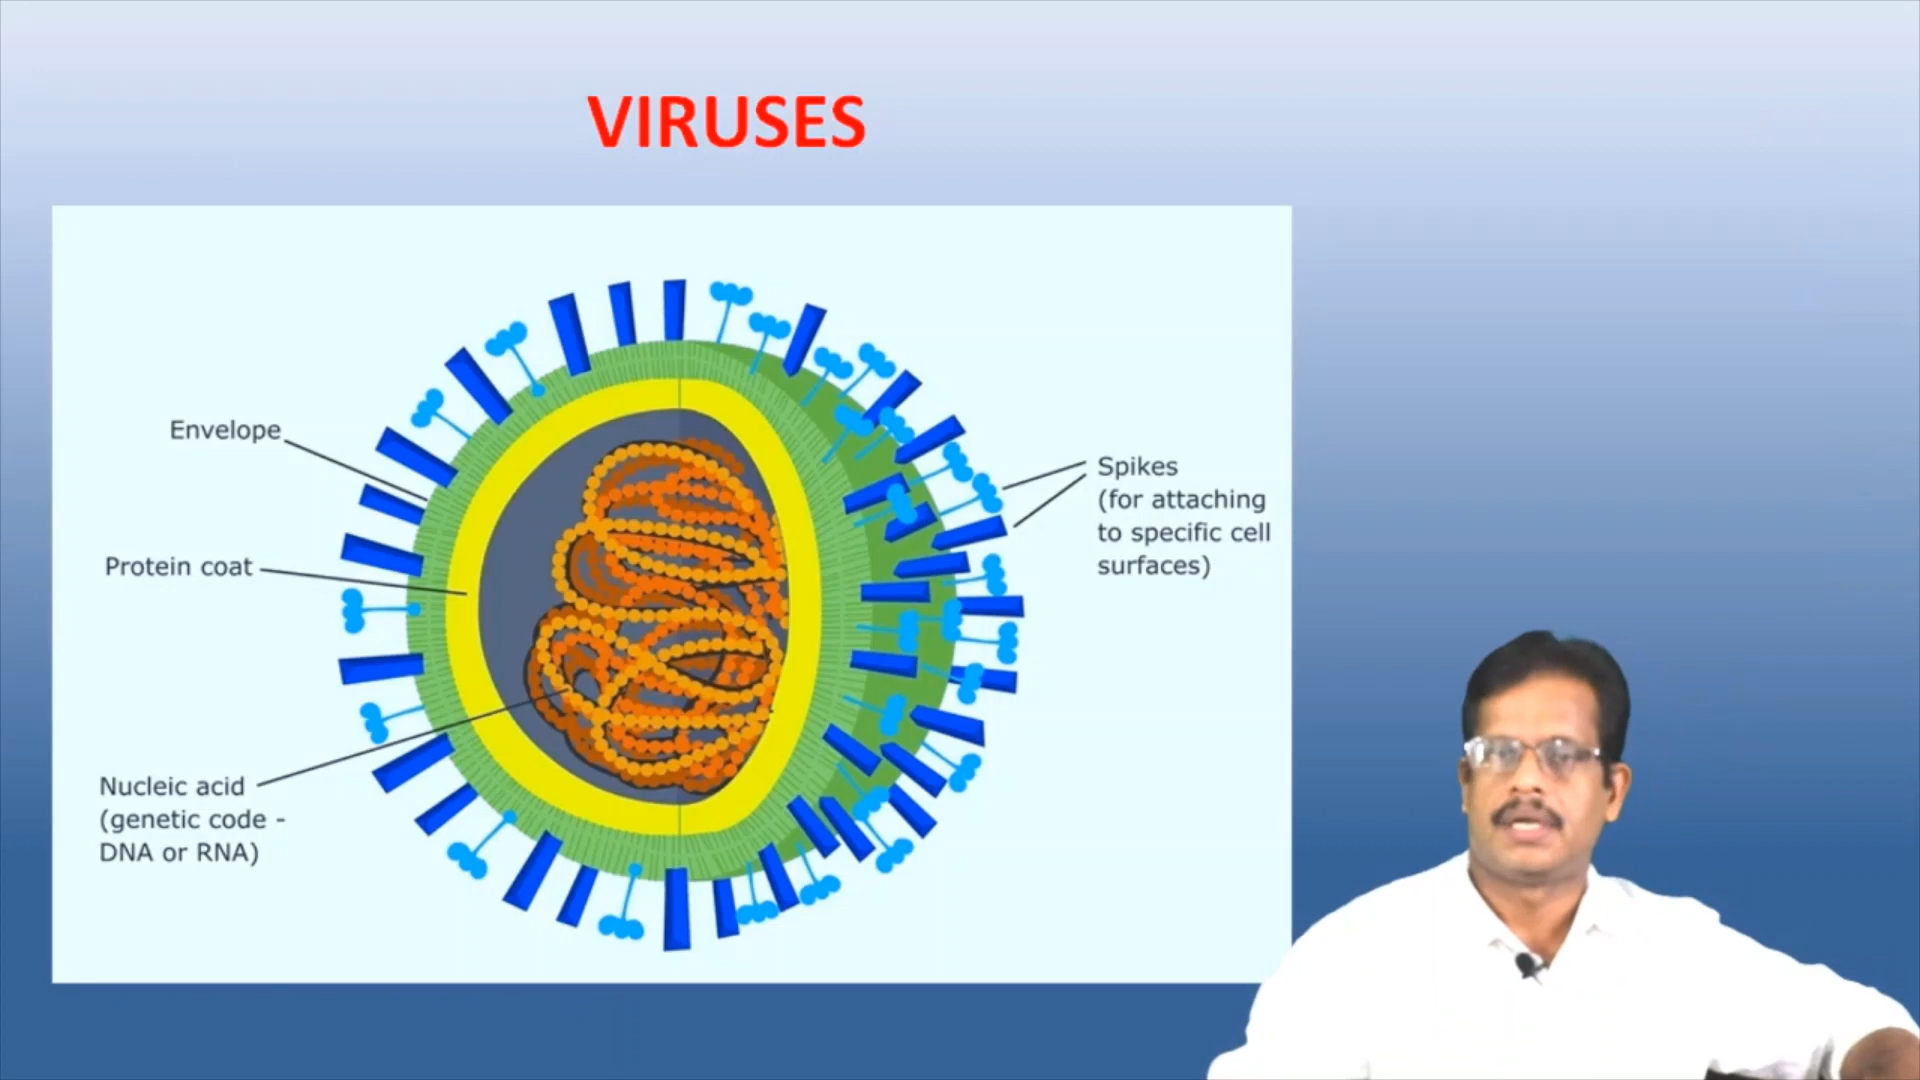 VIRUSES
Envelope
Protein coat
Nucleic acid
(genetic code -
DNA or RNA)
Spikes
(for attaching
to specific cell
surfaces)